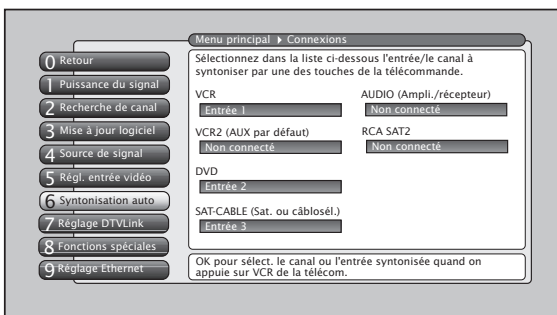 Menu principal Connexions
0 Retour
1 Puissance du signal
2 Recherche de canal
3 Mise à jour logiciel
4 Source de signal
5 Régl. entrée vidéo
6 Syntonisation auto
7 Réglage DTVLink
8 Fonctions spéciales
9 Réglage Ethernet
Sélectionnez dans la liste ci-dessous l'entrée/le canal à
syntoniser par une des touches de la télécommande.
VCR
Entrée 1
VCR2 (AUX par défaut)
Non connecté
DVD
Entrée 2
SAT-CABLE (Sat. ou câblosél.)
Entrée 3
AUDIO (Ampli./récepteur)
Non connecté
RCA SAT2
Non connecté
OK pour sélect. le canal ou l'entrée syntonisée quand on
appuie sur VCR de la télécom.